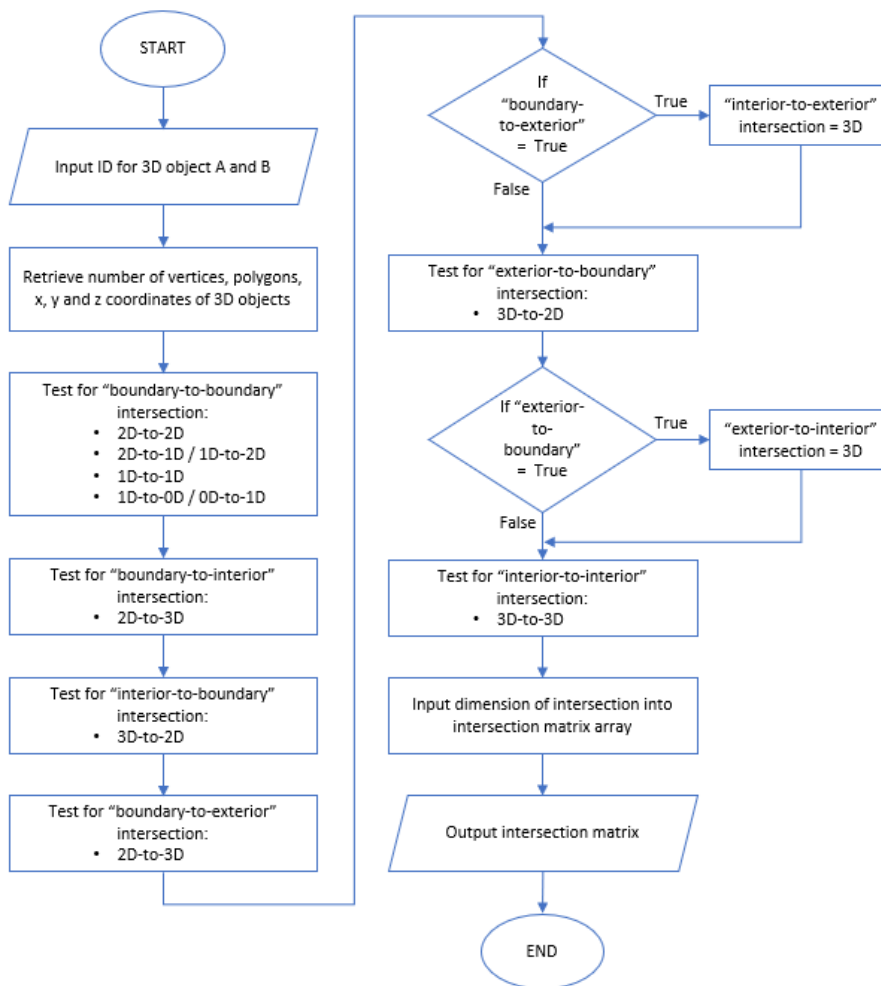 START
Input ID for 3D object A and B
Retrieve number of vertices, polygons,
x, y and z coordinates of 3D objects
Test for “boundary-to-boundary”
intersection:
• 2D-to-2D
• 2D-to-1D / 1D-to-2D
• 1D-to-1D
• 1D-to-0D / 0D-to-1D
Test for “boundary-to-interior”
intersection:
• 2D-to-3D
Test for “interior-to-boundary”
intersection:
• 3D-to-2D
Test for “boundary-to-exterior”
intersection:
• 2D-to-3D
If
“boundary-
to-exterior”
= True
True
“interior-to-exterior”
intersection = 3D
False
Test for “exterior-to-boundary”
intersection:
• 3D-to-2D
If “exterior-
to-
boundary”
= True
True
“exterior-to-interior”
intersection = 3D
False
Test for “interior-to-interior”
intersection:
• 3D-to-3D
Input dimension of intersection into
intersection matrix array
Output intersection matrix
END